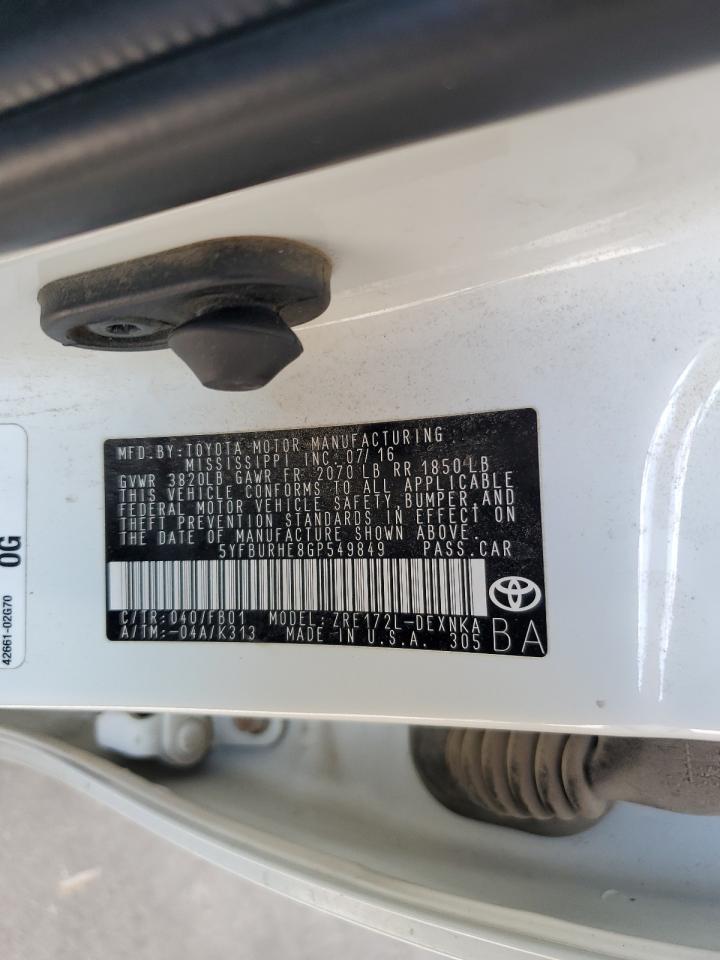 MFD.BY:TOYOTA MOTOR MANUFACTURING
MISSISSIPPI INC. 07/16
GVWR 3820LB GAWR FR 2070 LB RR 1850 LB
THIS VEHICLE CONFORMS TO ALL APPLICABLE
FEDERAL MOTOR VEHICLE SAFETY, BUMPER AND
THEFT PREVENTION STANDARDS IN EFFECT ON
THE DATE OF MANUFACTURE SHOWN ABOVE.
5YFBURHE8GP549849 PASS.CAR
C/TR: 040/FB01 MODEL: ZRE172L-DEXNKA
A/TM:-04A/K313 MADE IN U.S.A. 305
BA
42661-02G70
0G